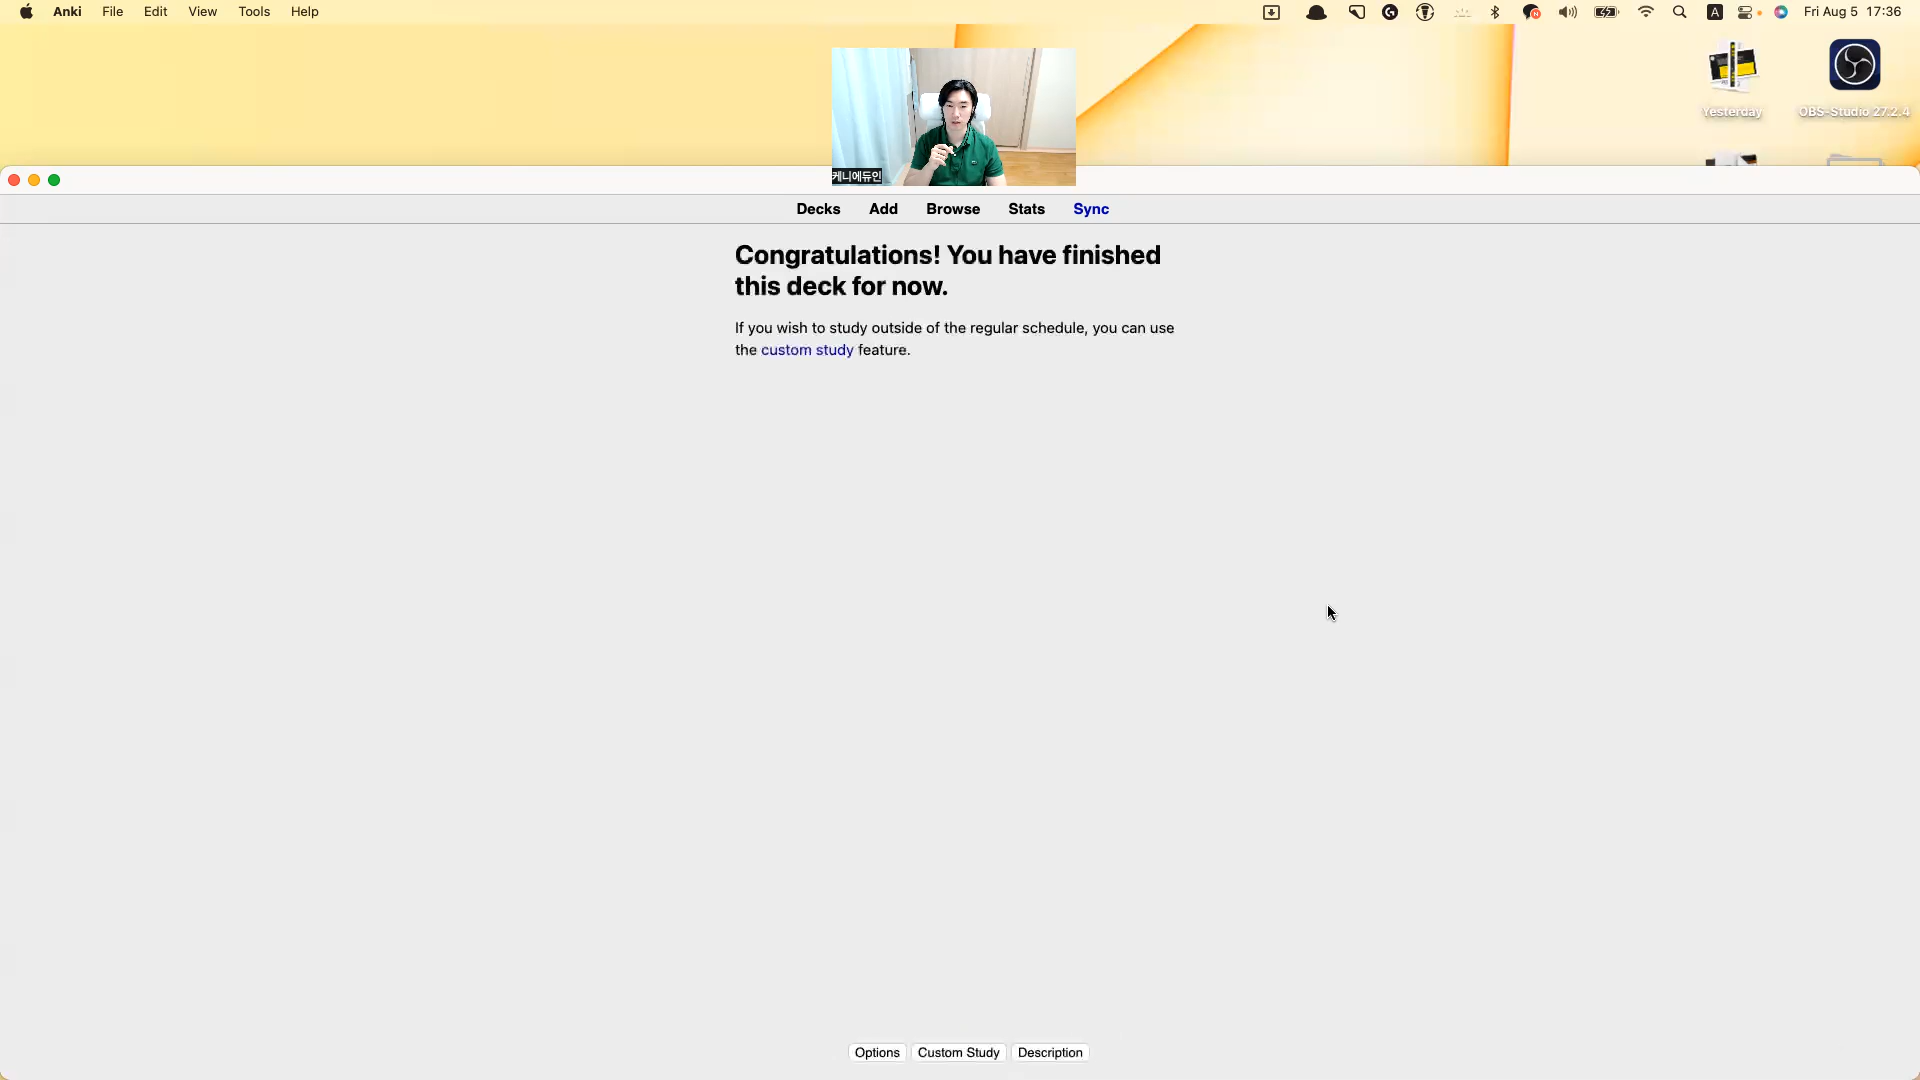 Anki File Edit View Tools Help
A
Fri Aug 5 17:36
Yesterday
OBS-Studio 27.2.4
케니에듀인
Decks Add Browse Stats Sync
Congratulations! You have finished
this deck for now.
If you wish to study outside of the regular schedule, you can use
the custom study feature.
Options Custom Study Description